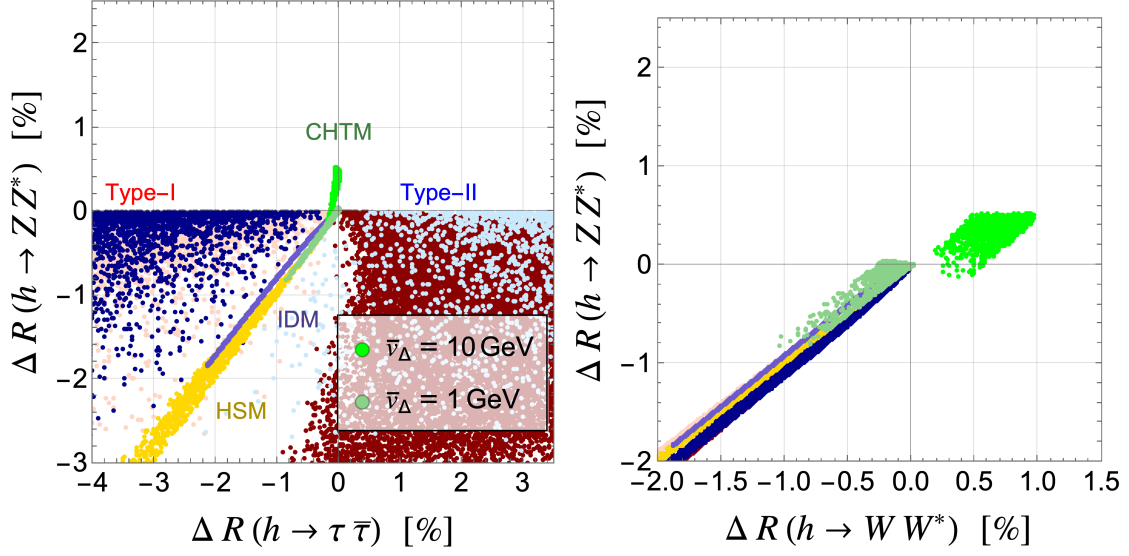 2
1
0
−1
−2
−3
−4
−3
−2
−1
0
1
2
3
Δ R (h → Z Z*) [%]
Δ R (h → τ τ̄) [%]
CHTM
Type−I
Type−II
IDM
HSM
v̄Δ = 10 GeV
v̄Δ = 1 GeV
2
1
0
−1
−2
−2.0
−1.5
−1.0
−0.5
0.0
0.5
1.0
1.5
Δ R (h → Z Z*) [%]
Δ R (h → W W*) [%]